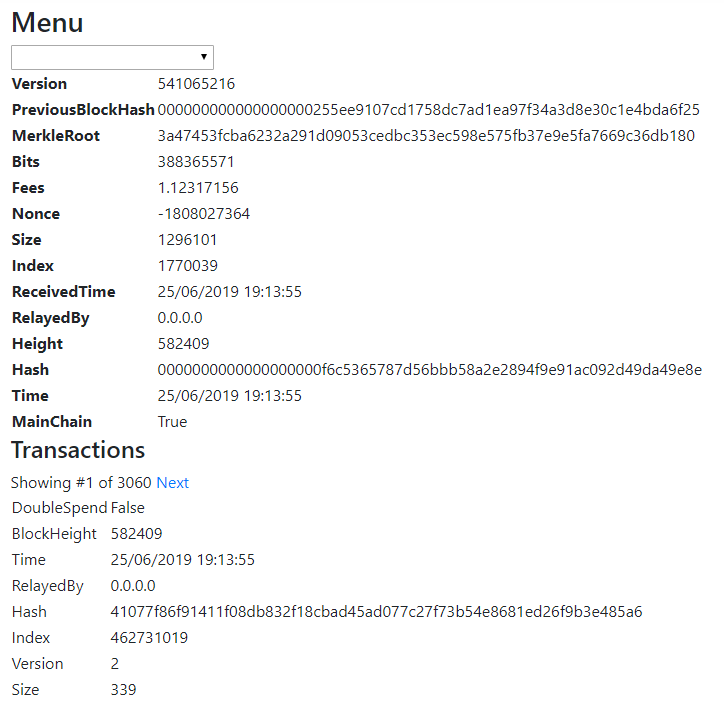 Menu
Version 541065216
PreviousBlockHash 000000000000000000255ee9107cd1758dc7ad1ea97f34a3d8e30c1e4bda6f25
MerkleRoot 3a47453fcba6232a291d09053cedbc353ec598e575fb37e9e5fa7669c36db180
Bits 388365571
Fees 1.12317156
Nonce -1808027364
Size 1296101
Index 1770039
ReceivedTime 25/06/2019 19:13:55
RelayedBy 0.0.0.0
Height 582409
Hash 0000000000000000000f6c5365787d56bbb58a2e2894f9e91ac092d49da49e8e
Time 25/06/2019 19:13:55
MainChain True
Transactions
Showing #1 of 3060 Next
DoubleSpend False
BlockHeight 582409
Time 25/06/2019 19:13:55
RelayedBy 0.0.0.0
Hash 41077f86f91411f08db832f18cbad45ad077c27f73b54e8681ed26f9b3e485a6
Index 462731019
Version 2
Size 339